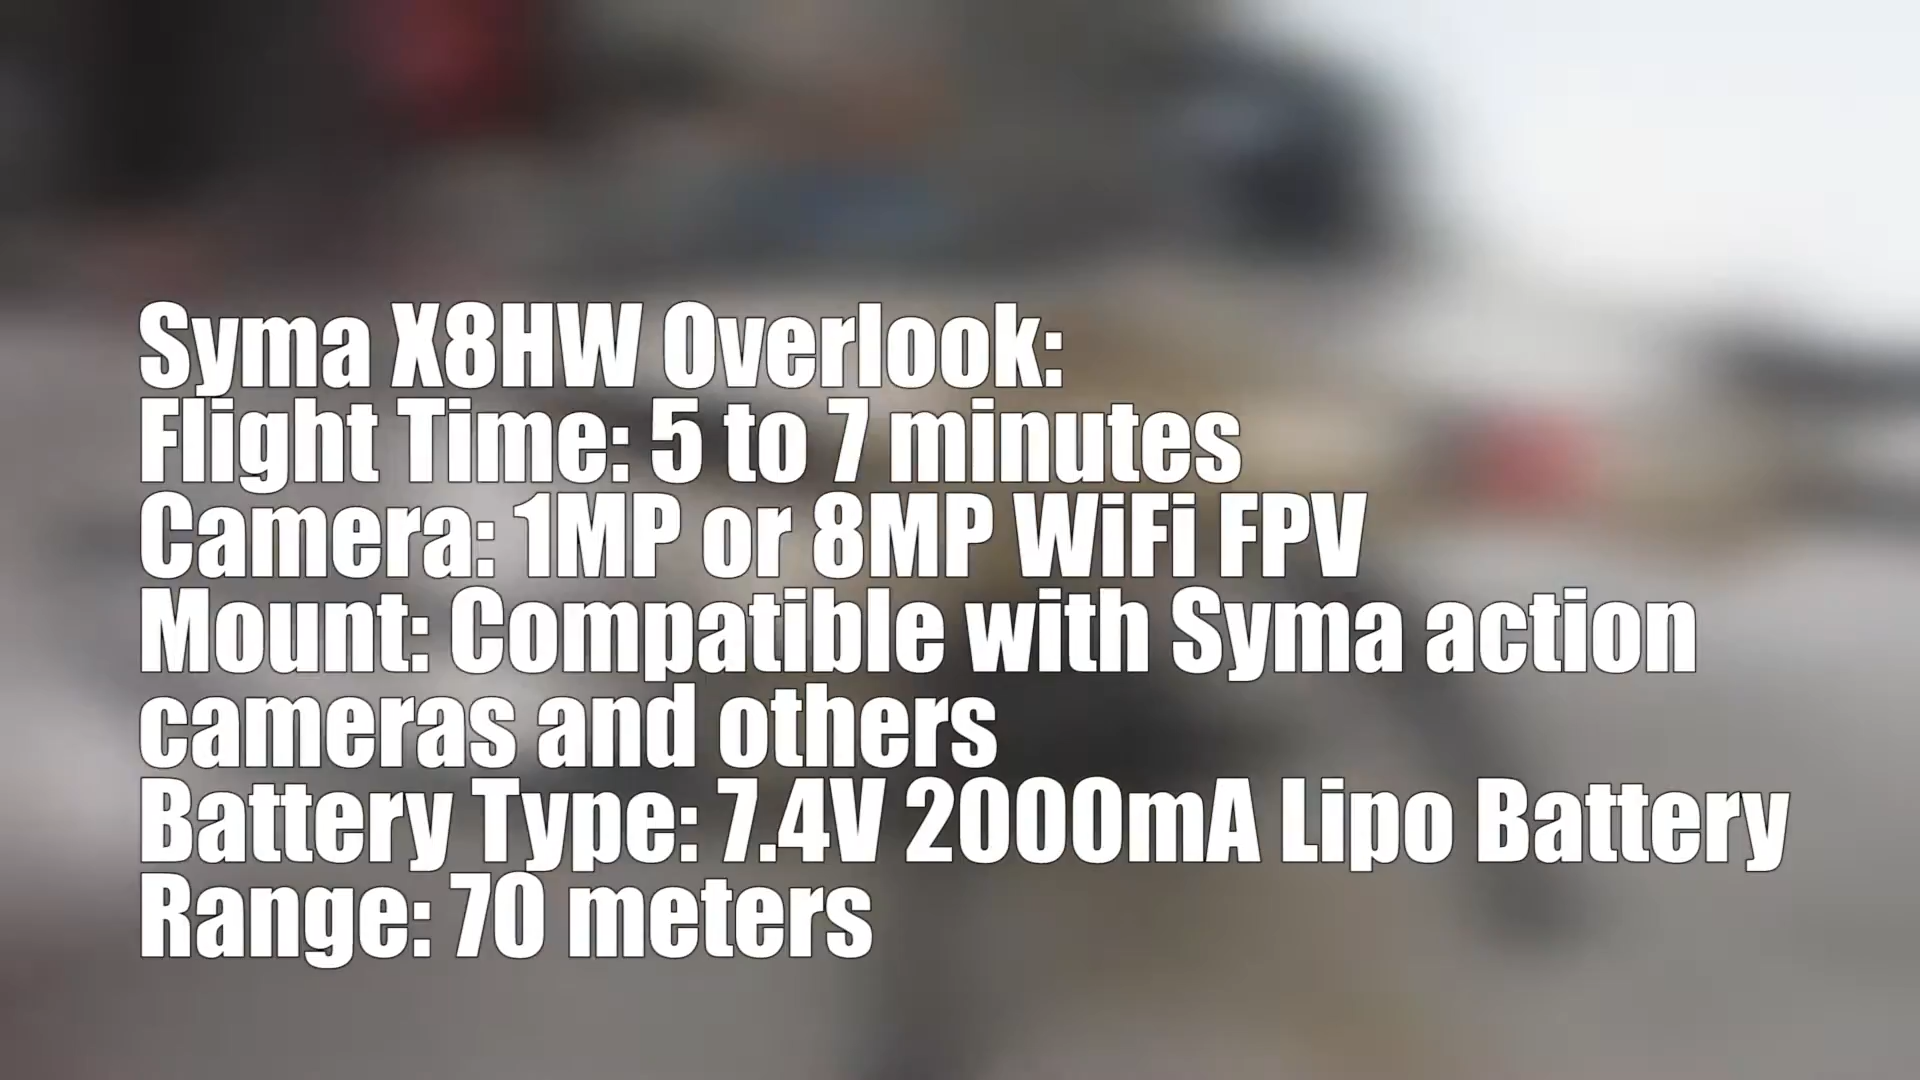 Syma X8HW Overlook:
Flight Time: 5 to 7 minutes
Camera: 1MP or 8MP WiFi FPV
Mount: Compatible with Syma action
cameras and others
Battery Type: 7.4V 2000mA Lipo Battery
Range: 70 meters